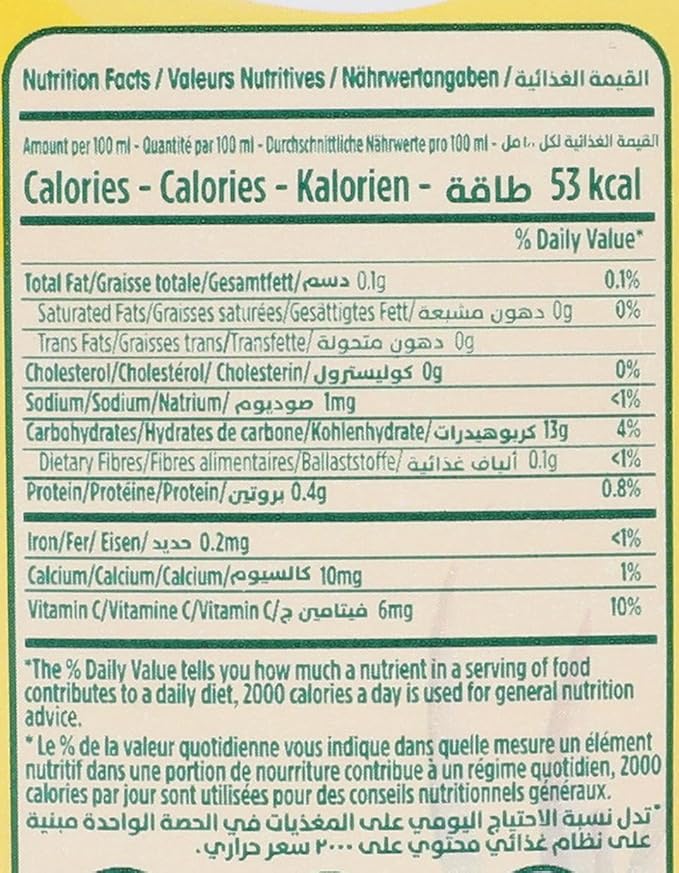 Nutrition Facts / Valeurs Nutritives / Nährwertangaben / القيمة الغذائية
Amount per 100 ml - Quantité par 100 ml - Durchschnittliche Nährwerte pro 100 ml - القيمة الغذائية لكل ١٠٠ مل
Calories - Calories - Kalorien - طاقة 53 kcal
% Daily Value*
Total Fat/Graisse totale/Gesamtfett/دسم 0.1g 0.1%
Saturated Fats/Graisses saturées/Gesättigtes Fett/دهون مشبعة 0g 0%
Trans Fats/Graisses trans/Transfette/دهون متحولة 0g
Cholesterol/Cholestérol/ Cholesterin/كوليسترول 0g 0%
Sodium/Sodium/Natrium/ صوديوم 1mg <1%
Carbohydrates/Hydrates de carbone/Kohlenhydrate/كربوهيدرات 13g 4%
Dietary Fibres/Fibres alimentaires/Ballaststoffe/ألياف غذائية 0.1g <1%
Protein/Protéine/Protein/بروتين 0.4g 0.8%
Iron/Fer/ Eisen/حديد 0.2mg <1%
Calcium/Calcium/Calcium/كالسيوم 10mg 1%
Vitamin C/Vitamine C/Vitamin C/فيتامين ج 6mg 10%
*The % Daily Value tells you how much a nutrient in a serving of food
contributes to a daily diet, 2000 calories a day is used for general nutrition
advice.
* Le % de la valeur quotidienne vous indique dans quelle mesure un élément
nutritif dans une portion de nourriture contribue à un régime quotidien, 2000
calories par jour sont utilisées pour des conseils nutritionnels généraux.
*تدل نسبة الاحتياج اليومي على المغذيات في الحصة الواحدة مبنية
على نظام غذائي محتوي على ٢٠٠٠ سعر حراري.